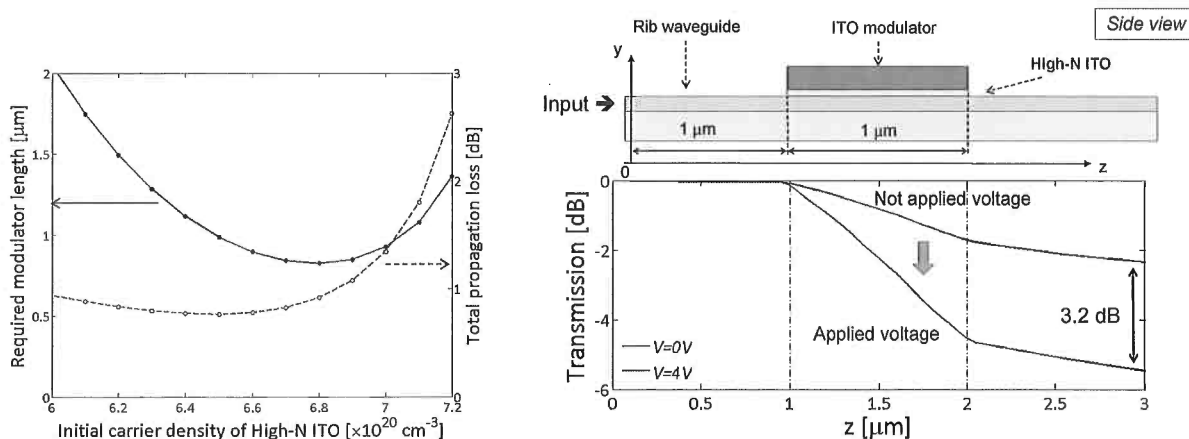 Required modulator length [μm]
2
1.5
1
0.5
0
3
2
1
0
Total propagation loss [dB]
6
6.2
6.4
6.6
6.8
7
7.2
Initial carrier density of High-N ITO [×10²⁰ cm⁻³]
Side view
Rib waveguide
ITO modulator
y
High-N ITO
Input
1 μm
1 μm
0
z
Transmission [dB]
0
-2
-4
-6
Not applied voltage
Applied voltage
3.2 dB
V=0V
V=4V
0
0.5
1
1.5
2
2.5
3
z [μm]